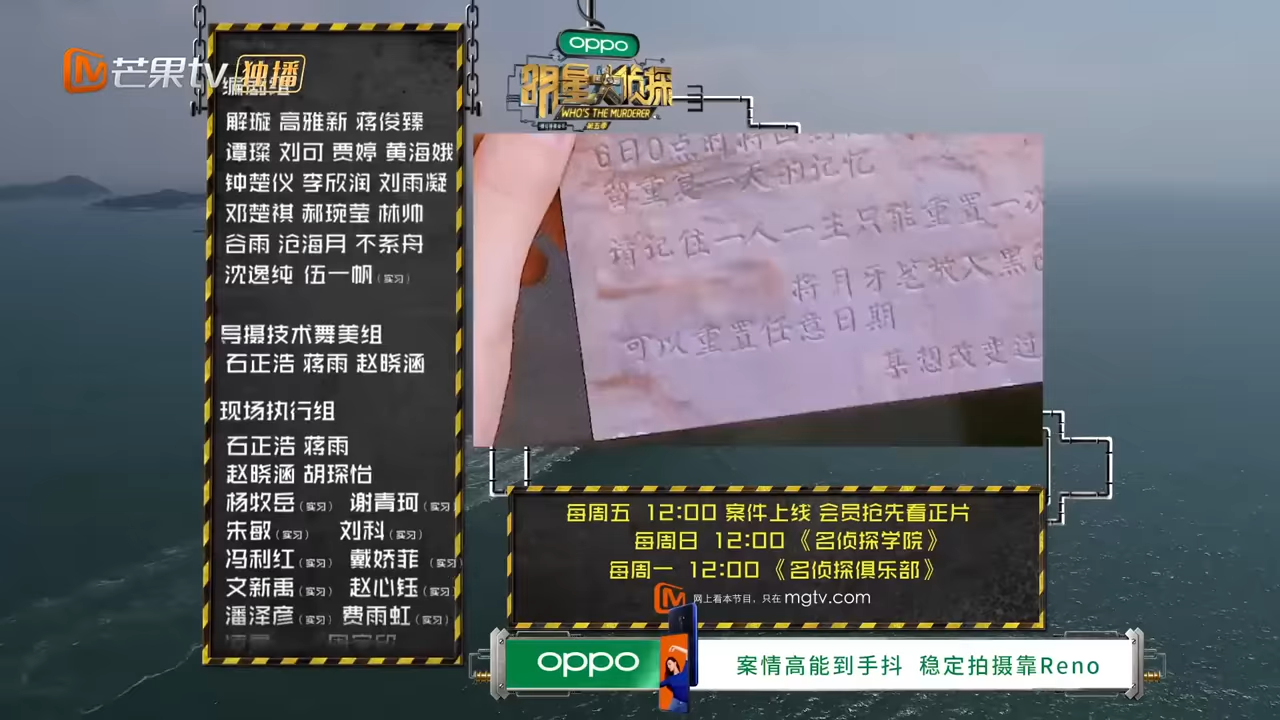 芒果tv 独播
编剧组
解璇 高雅新 蒋俊臻
谭璨 刘可 贾婷 黄海娥
钟楚仪 李欣润 刘雨凝
邓楚祺 郝琬莹 林帅
谷雨 沧海月 不系舟
沈逸纯 伍一帆(实习)
导摄技术舞美组
石正浩 蒋雨 赵晓涵
现场执行组
石正浩 蒋雨
赵晓涵 胡琛怡
杨牧岳(实习) 谢青珂(实习
朱敏(实习) 刘科(实习)
冯利红(实习) 戴娇菲(实习)
文新禹(实习) 赵心钰(实习
潘泽彦(实习) 费雨虹(实习)
oppo
明星大侦探
WHO'S THE MURDERER
第五季
6日0点的
重复一天的记忆
请记住一人一生只能重置一次
将月牙 放入黑
可以重置任意日期
想改变过
每周五 12:00 案件上线 会员抢先看正片
每周日 12:00《名侦探学院》
每周一 12:00《名侦探俱乐部》
网上看本节目,只在 mgtv.com
oppo
案情高能到手抖 稳定拍摄靠Reno